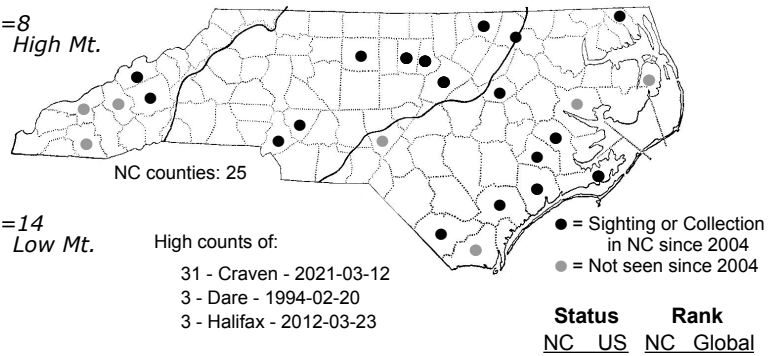 =8
High Mt.
NC counties: 25
=14
Low Mt.
High counts of:
31 - Craven - 2021-03-12
3 - Dare - 1994-02-20
3 - Halifax - 2012-03-23
= Sighting or Collection
in NC since 2004
= Not seen since 2004
Status Rank
NC US NC Global